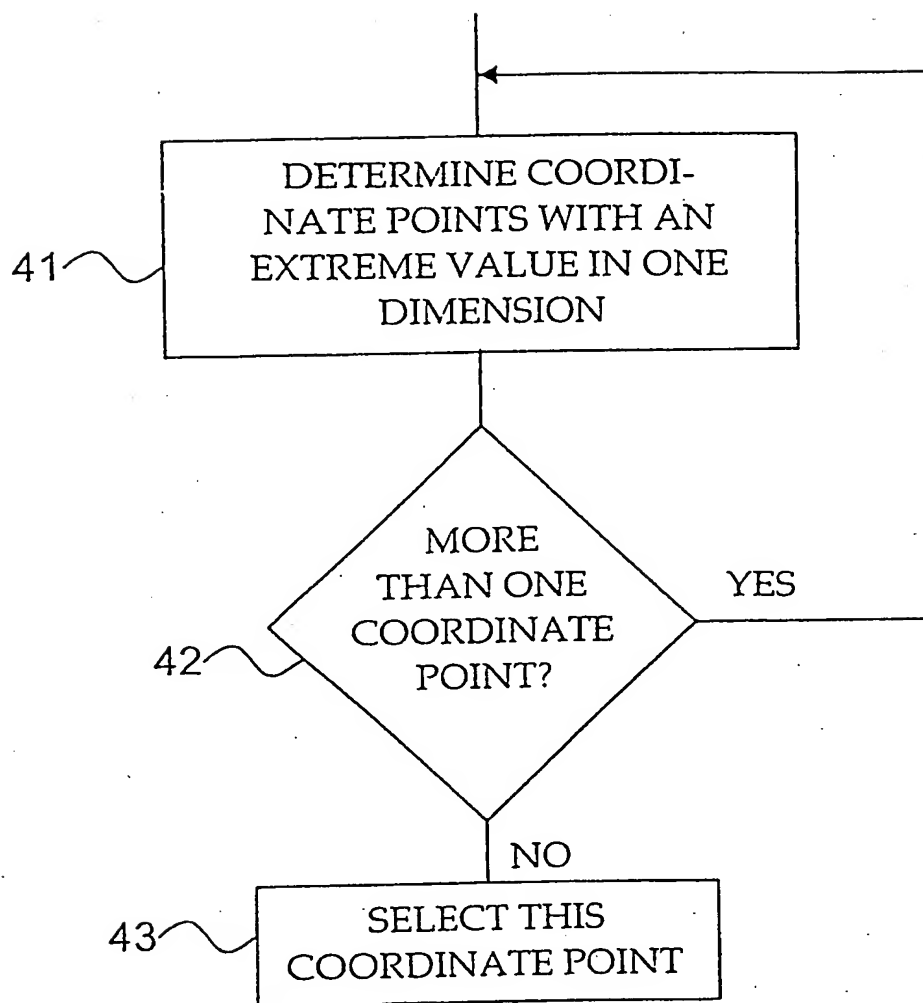 DETERMINE COORDI-
NATE POINTS WITH AN
EXTREME VALUE IN ONE
DIMENSION
41
MORE
THAN ONE
COORDINATE
POINT?
YES
42
NO
SELECT THIS
COORDINATE POINT
43